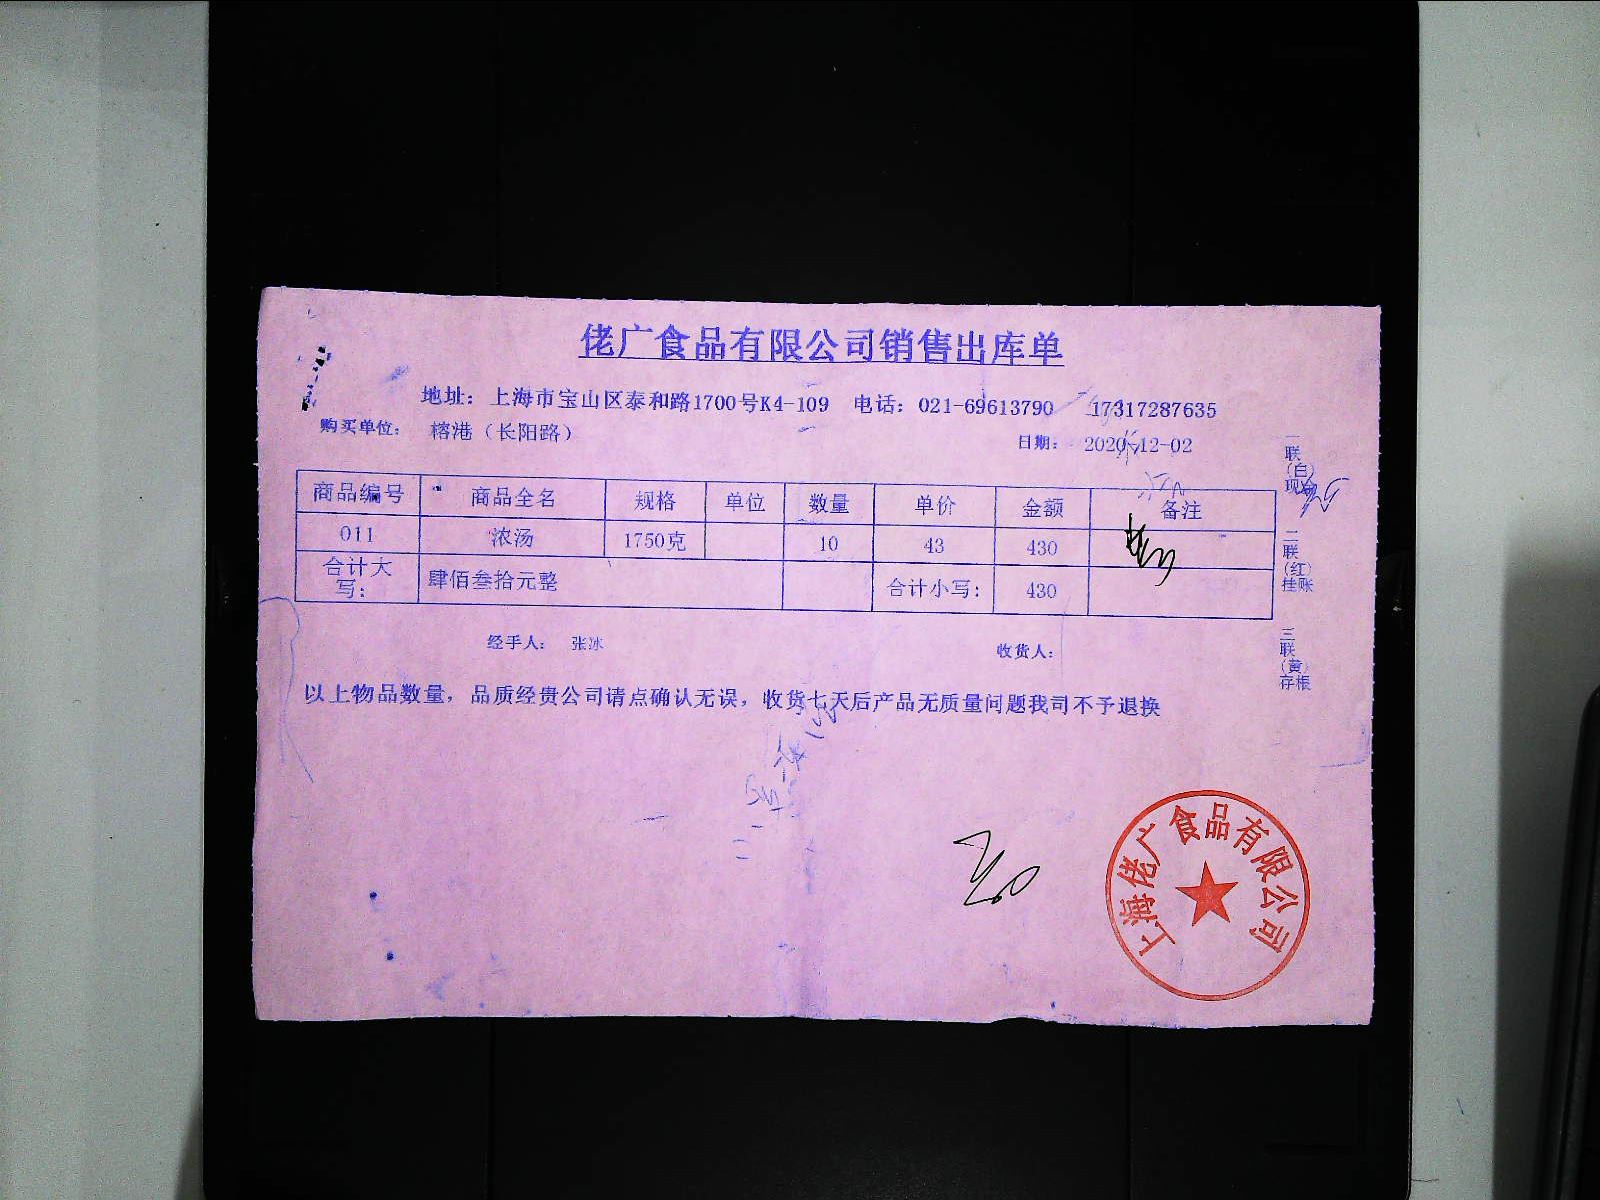 佬广食品有限公司销售出库单
地址：上海市宝山区泰和路1700号K4-109 电话：021-69613790 17317287635
购买单位： 榕港（长阳路）
日期： 2020-12-02
商品编号 商品全名 规格 单位 数量 单价 金额 备注
011 浓汤 1750克 10 43 430
合计大写： 肆佰叁拾元整 合计小写： 430
经手人： 张冰 收货人：
以上物品数量，品质经贵公司请点确认无误，收货七天后产品无质量问题我司不予退换
一联（白）现金
二联（红）挂账
三联（黄）存根
上海佬广食品有限公司